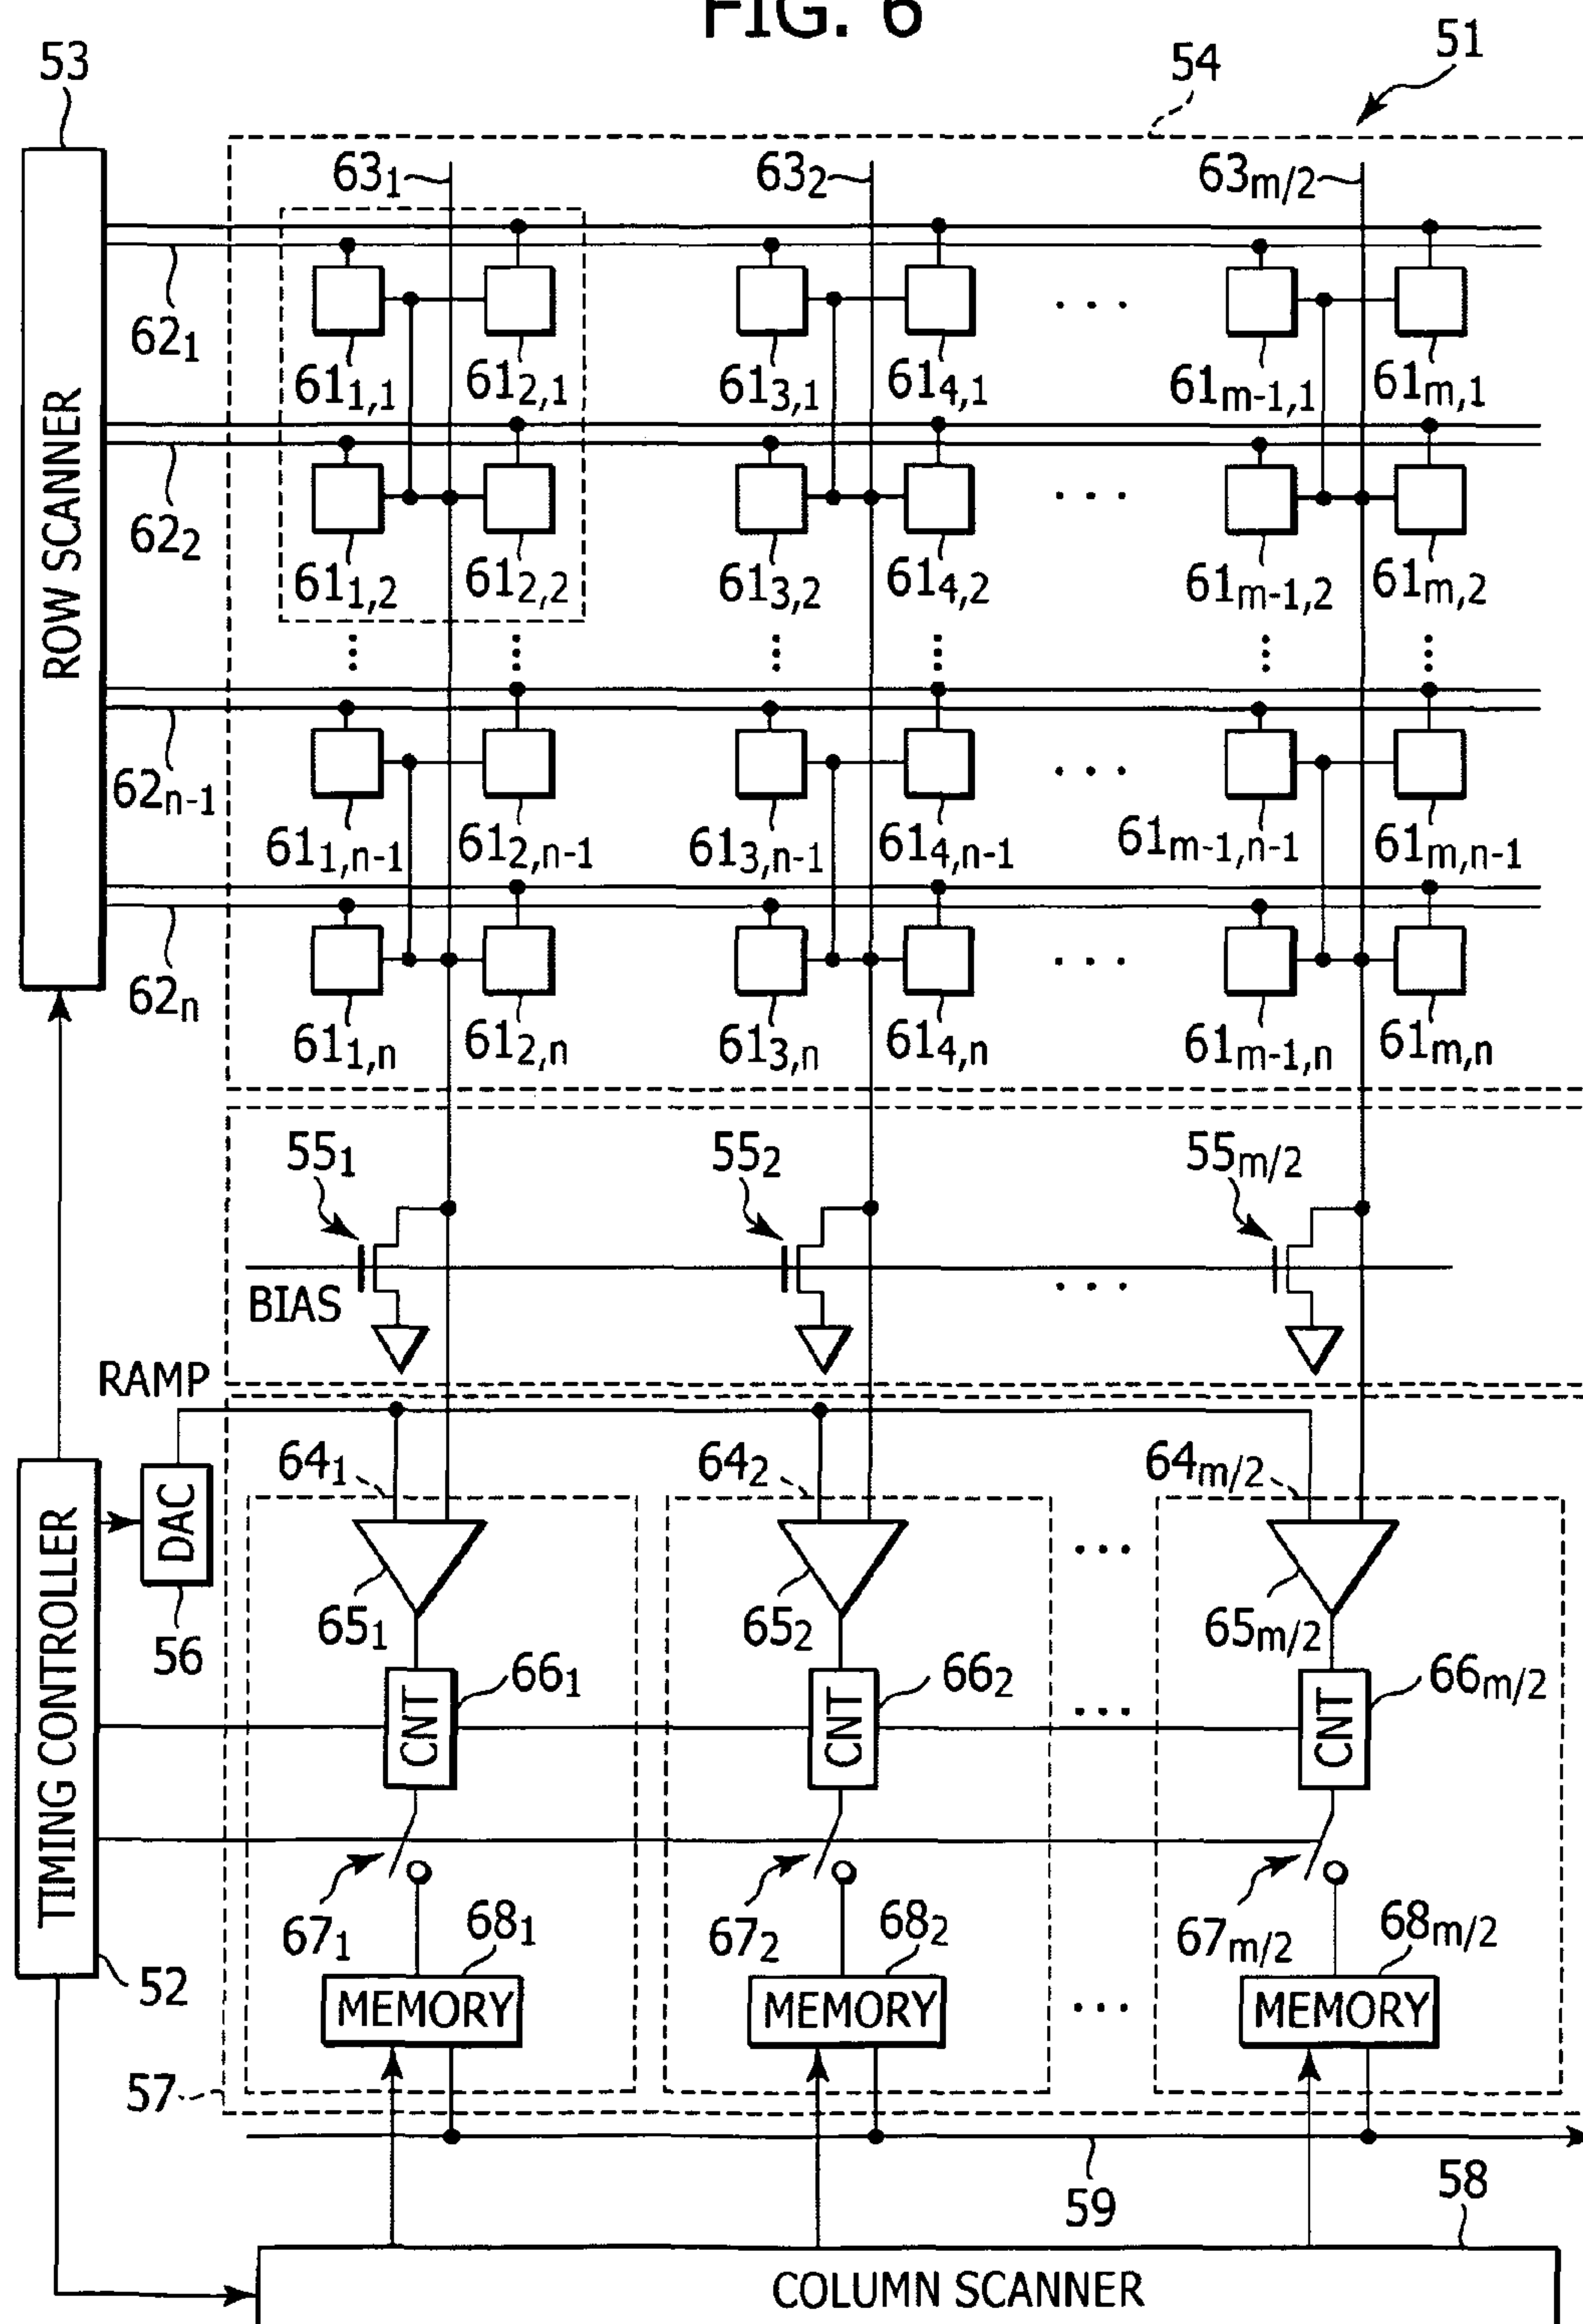 FIG. 6
53
54
51
63₁
63₂
63m/2
62₁
61₁,₁
61₂,₁
61₃,₁
61₄,₁
61m-1,1
61m,1
ROW SCANNER
62₂
61₁,₂
61₂,₂
61₃,₂
61₄,₂
61m-1,2
61m,2
62n-1
61₁,n-1
61₂,n-1
61₃,n-1
61₄,n-1
61m-1,n-1
61m,n-1
62n
61₁,n
61₂,n
61₃,n
61₄,n
61m-1,n
61m,n
55₁
55₂
55m/2
BIAS
RAMP
64₁
64₂
64m/2
TIMING CONTROLLER
DAC
56
65₁
65₂
65m/2
CNT
66₁
CNT
66₂
CNT
66m/2
67₁
68₁
67₂
68₂
67m/2
68m/2
52
MEMORY
MEMORY
MEMORY
57
59
58
COLUMN SCANNER